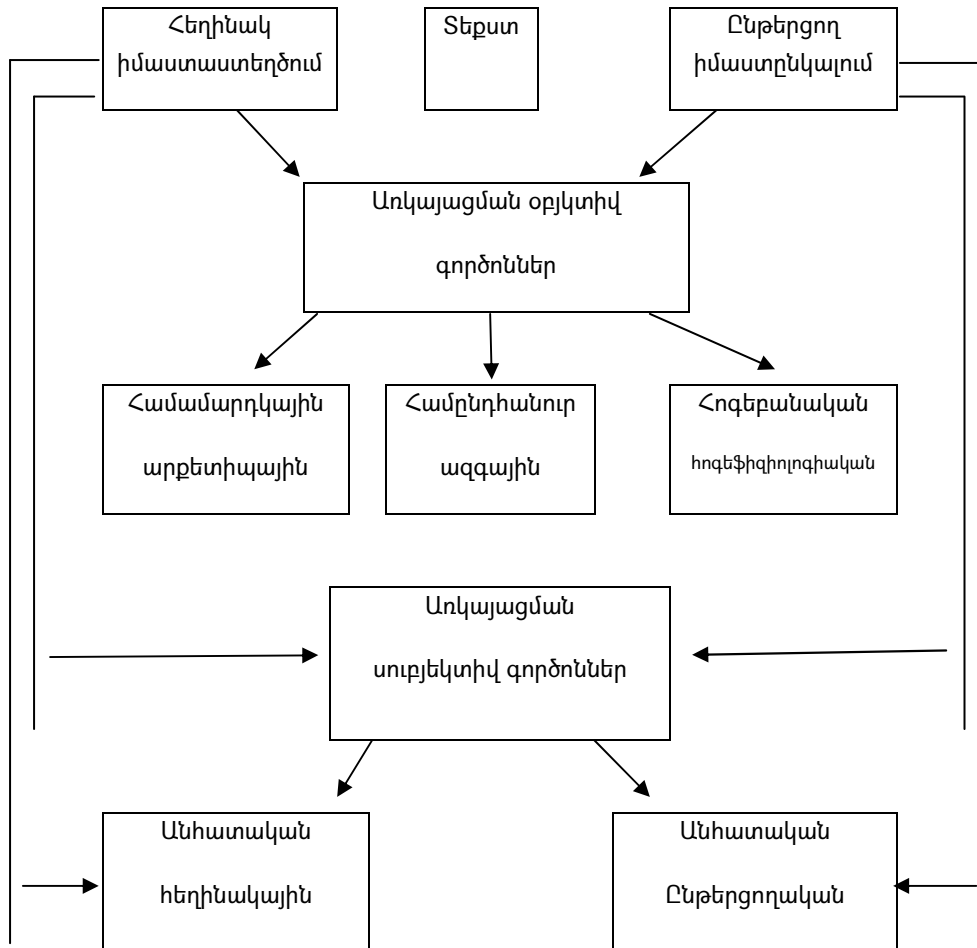 Հեղինակ
իմաստաստեղծում
Տեքստ
Ընթերցող
իմաստընկալում
Առկայացման օբյկտիվ
գործոններ
Համամարդկային
արքետիպային
Համընդհանուր
ազգային
Հոգեբանական
հոգեֆիզիոլոգիական
Առկայացման
սուբյեկտիվ գործոններ
Անհատական
հեղինակային
Անհատական
Ընթերցողական